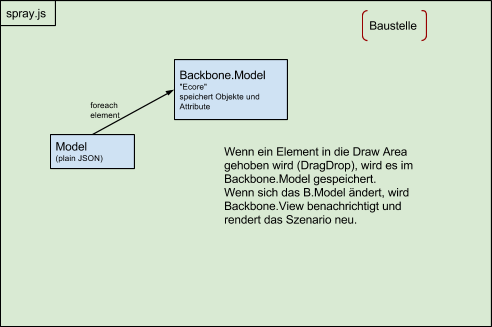 spray.js
Baustelle
Backbone.Model
"Ecore"
speichert Objekte und
Attribute
foreach
element
Model
(plain JSON)
Wenn ein Element in die Draw Area
gehoben wird (DragDrop), wird es im
Backbone.Model gespeichert.
Wenn sich das B.Model ändert, wird
Backbone.View benachrichtigt und
rendert das Szenario neu.